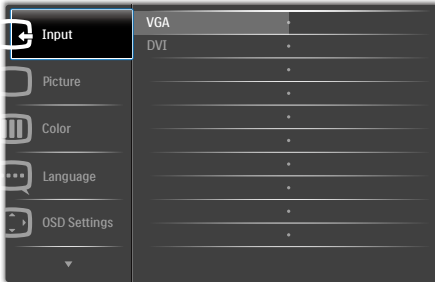 Input
Picture
Color
Language
OSD Settings
VGA
DVI